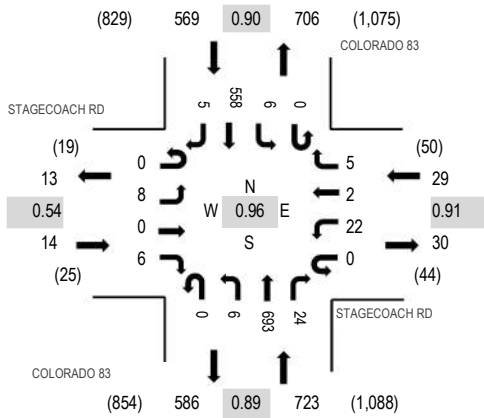 (829) 569 0.90 706 (1,075)
COLORADO 83
STAGECOACH RD
5 558 6 0
(19) 0 5 (50)
13 8 2 29
0.54 W N 0.96 S E 0.91
14 0 22 30
(25) 6 0 (44)
0 6 693 24
STAGECOACH RD
COLORADO 83
(854) 586 0.89 723 (1,088)